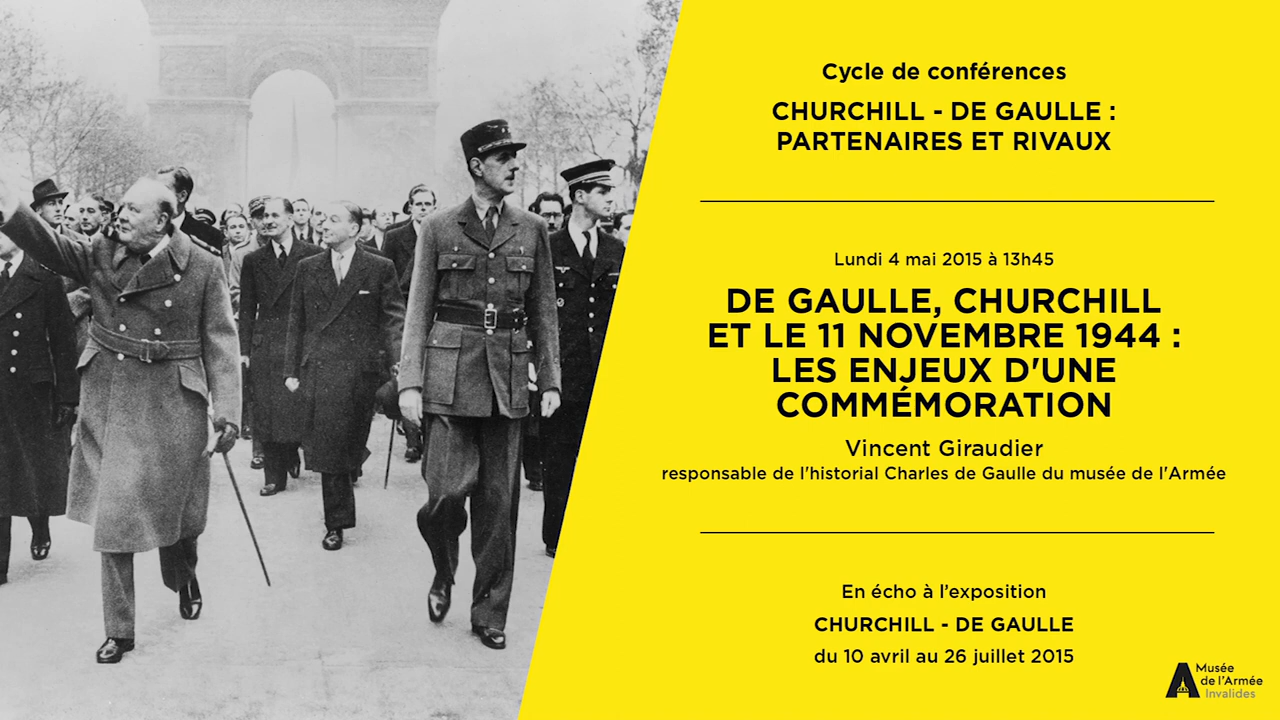 Cycle de conférences
CHURCHILL - DE GAULLE :
PARTENAIRES ET RIVAUX
Lundi 4 mai 2015 à 13h45
DE GAULLE, CHURCHILL
ET LE 11 NOVEMBRE 1944 :
LES ENJEUX D'UNE
COMMÉMORATION
Vincent Giraudier
responsable de l'historial Charles de Gaulle du musée de l'Armée
En écho à l’exposition
CHURCHILL - DE GAULLE
du 10 avril au 26 juillet 2015
Musée
de l’Armée
Invalides